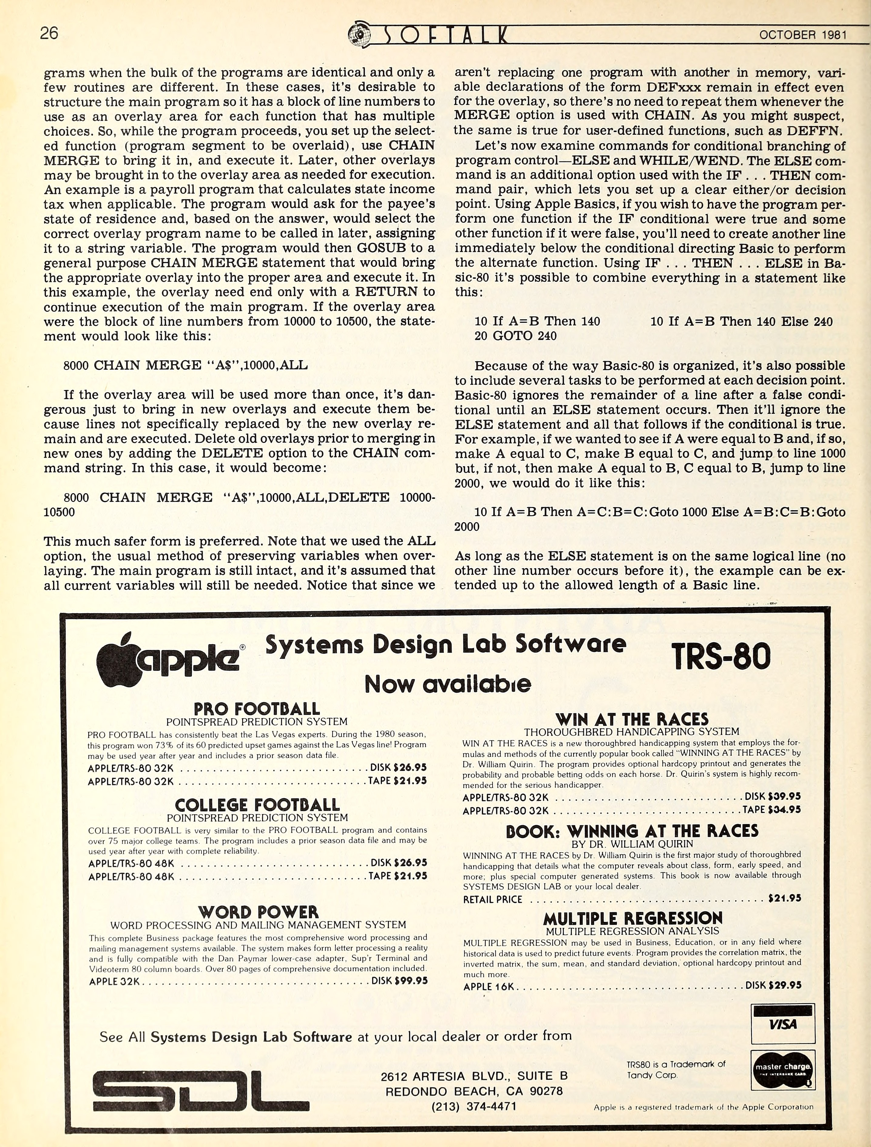 26
SOFTALK
OCTOBER 1981
grams when the bulk of the programs are identical and only a
few routines are different. In these cases, it's desirable to
structure the main program so it has a block of line numbers to
use as an overlay area for each function that has multiple
choices. So, while the program proceeds, you set up the select-
ed function (program segment to be overlaid), use CHAIN
MERGE to bring it in, and execute it. Later, other overlays
may be brought in to the overlay area as needed for execution.
An example is a payroll program that calculates state income
tax when applicable. The program would ask for the payee's
state of residence and, based on the answer, would select the
correct overlay program name to be called in later, assigning
it to a string variable. The program would then GOSUB to a
general purpose CHAIN MERGE statement that would bring
the appropriate overlay into the proper area and execute it. In
this example, the overlay need end only with a RETURN to
continue execution of the main program. If the overlay area
were the block of line numbers from 10000 to 10500, the state-
ment would look like this:
8000 CHAIN MERGE "A$",10000,ALL
If the overlay area will be used more than once, it's dan-
gerous just to bring in new overlays and execute them be-
cause lines not specifically replaced by the new overlay re-
main and are executed. Delete old overlays prior to merging in
new ones by adding the DELETE option to the CHAIN com-
mand string. In this case, it would become:
8000 CHAIN MERGE "A$",10000,ALL,DELETE 10000-
10500
This much safer form is preferred. Note that we used the ALL
option, the usual method of preserving variables when over-
laying. The main program is still intact, and it's assumed that
all current variables will still be needed. Notice that since we
aren't replacing one program with another in memory, vari-
able declarations of the form DEFxxx remain in effect even
for the overlay, so there's no need to repeat them whenever the
MERGE option is used with CHAIN. As you might suspect,
the same is true for user-defined functions, such as DEFFN.
Let's now examine commands for conditional branching of
program control—ELSE and WHILE/WEND. The ELSE com-
mand is an additional option used with the IF . . . THEN com-
mand pair, which lets you set up a clear either/or decision
point. Using Apple Basics, if you wish to have the program per-
form one function if the IF conditional were true and some
other function if it were false, you'll need to create another line
immediately below the conditional directing Basic to perform
the alternate function. Using IF . . . THEN . . . ELSE in Ba-
sic-80 it's possible to combine everything in a statement like
this:
10 If A=B Then 140 10 If A=B Then 140 Else 240
20 GOTO 240
Because of the way Basic-80 is organized, it's also possible
to include several tasks to be performed at each decision point.
Basic-80 ignores the remainder of a line after a false condi-
tional until an ELSE statement occurs. Then it'll ignore the
ELSE statement and all that follows if the conditional is true.
For example, if we wanted to see if A were equal to B and, if so,
make A equal to C, make B equal to C, and jump to line 1000
but, if not, then make A equal to B, C equal to B, jump to line
2000, we would do it like this:
10 If A=B Then A=C:B=C:Goto 1000 Else A=B:C=B:Goto
2000
As long as the ELSE statement is on the same logical line (no
other line number occurs before it), the example can be ex-
tended up to the allowed length of a Basic line.
apple®
Systems Design Lab Software
TRS-80
Now available
PRO FOOTBALL
POINTSPREAD PREDICTION SYSTEM
PRO FOOTBALL has consistently beat the Las Vegas experts. During the 1980 season,
this program won 73% of its 60 predicted upset games against the Las Vegas line! Program
may be used year after year and includes a prior season data file.
APPLE/TRS-80 32K . . . . . . . . . . . . . . . . . . . . . . . . . . . . . DISK $26.95
APPLE/TRS-80 32K . . . . . . . . . . . . . . . . . . . . . . . . . . . . . TAPE $21.95
COLLEGE FOOTBALL
POINTSPREAD PREDICTION SYSTEM
COLLEGE FOOTBALL is very similar to the PRO FOOTBALL program and contains
over 75 major college teams. The program includes a prior season data file and may be
used year after year with complete reliability.
APPLE/TRS-80 48K . . . . . . . . . . . . . . . . . . . . . . . . . . . . . DISK $26.95
APPLE/TRS-80 48K . . . . . . . . . . . . . . . . . . . . . . . . . . . . . TAPE $21.95
WORD POWER
WORD PROCESSING AND MAILING MANAGEMENT SYSTEM
This complete Business package features the most comprehensive word processing and
mailing management systems available. The system makes form letter processing a reality
and is fully compatible with the Dan Paymar lower-case adapter, Sup'r Terminal and
Videoterm 80 column boards. Over 80 pages of comprehensive documentation included.
APPLE 32K . . . . . . . . . . . . . . . . . . . . . . . . . . . . . . . . . . DISK $99.95
WIN AT THE RACES
THOROUGHBRED HANDICAPPING SYSTEM
WIN AT THE RACES is a new thoroughbred handicapping system that employs the for-
mulas and methods of the currently popular book called "WINNING AT THE RACES" by
Dr. William Quirin. The program provides optional hardcopy printout and generates the
probability and probable betting odds on each horse. Dr. Quirin's system is highly recom-
mended for the serious handicapper.
APPLE/TRS-80 32K . . . . . . . . . . . . . . . . . . . . . . . . . . . . . DISK $39.95
APPLE/TRS-80 32K . . . . . . . . . . . . . . . . . . . . . . . . . . . . . TAPE $34.95
BOOK: WINNING AT THE RACES
BY DR. WILLIAM QUIRIN
WINNING AT THE RACES by Dr. William Quirin is the first major study of thoroughbred
handicapping that details what the computer reveals about class, form, early speed, and
more; plus special computer generated systems. This book is now available through
SYSTEMS DESIGN LAB or your local dealer.
RETAIL PRICE . . . . . . . . . . . . . . . . . . . . . . . . . . . . . . . . . . . . . $21.95
MULTIPLE REGRESSION
MULTIPLE REGRESSION ANALYSIS
MULTIPLE REGRESSION may be used in Business, Education, or in any field where
historical data is used to predict future events. Program provides the correlation matrix, the
inverted matrix, the sum, mean, and standard deviation, optional hardcopy printout and
much more.
APPLE 16K . . . . . . . . . . . . . . . . . . . . . . . . . . . . . . . . . . . DISK $29.95
See All Systems Design Lab Software at your local dealer or order from
VISA
SDL
2612 ARTESIA BLVD., SUITE B
REDONDO BEACH, CA 90278
(213) 374-4471
TRS80 is a Trademark of
Tandy Corp.
master charge
THE INTERBANK CARD
Apple is a registered trademark of the Apple Corporation